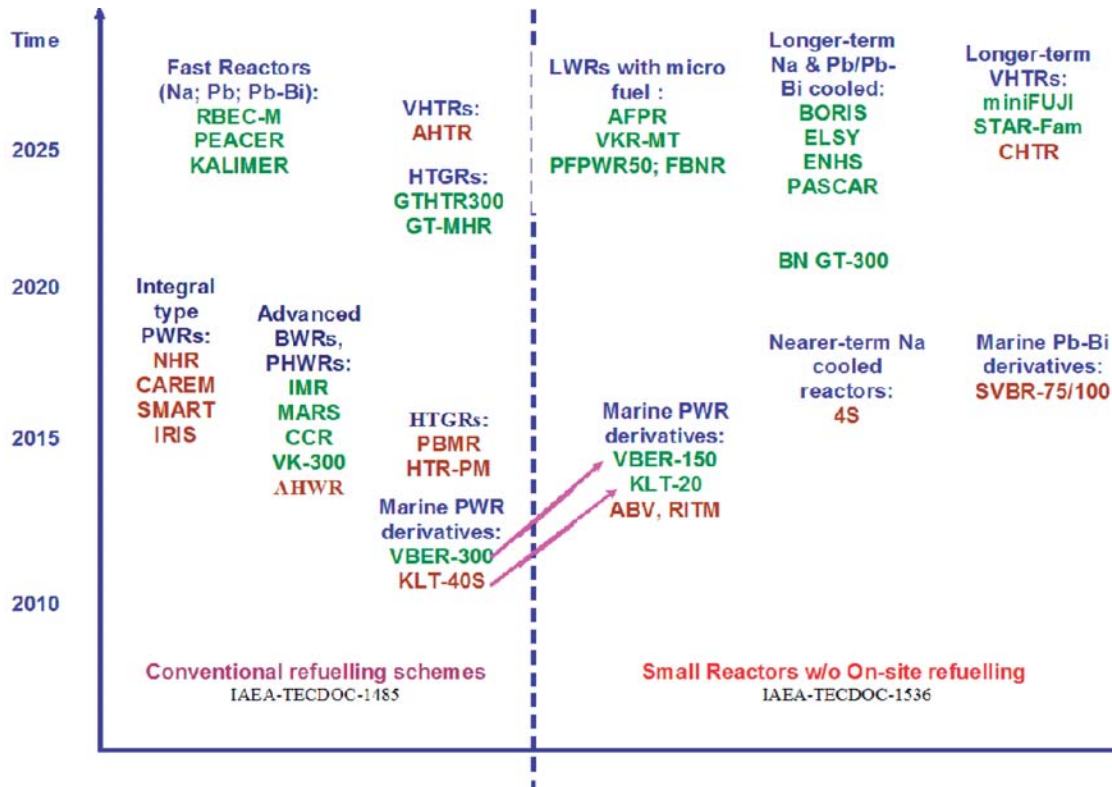 Time
2025
2020
2015
2010
Fast Reactors
(Na; Pb; Pb-Bi):
RBEC-M
PEACER
KALIMER
VHTRs:
AHTR
HTGRs:
GTHTR300
GT-MHR
Integral
type
PWRs:
NHR
CAREM
SMART
IRIS
Advanced
BWRs,
PHWRs:
IMR
MARS
CCR
VK-300
AHWR
HTGRs:
PBMR
HTR-PM
Marine PWR
derivatives:
VBER-300
KLT-40S
Conventional refuelling schemes
IAEA-TECDOC-1485
LWRs with micro
fuel :
AFPR
VKR-MT
PFPWR50; FBNR
Longer-term
Na & Pb/Pb-
Bi cooled:
BORIS
ELSY
ENHS
PASCAR
BN GT-300
Longer-term
VHTRs:
miniFUJI
STAR-Fam
CHTR
Nearer-term Na
cooled
reactors:
4S
Marine Pb-Bi
derivatives:
SVBR-75/100
Marine PWR
derivatives:
VBER-150
KLT-20
ABV, RITM
Small Reactors w/o On-site refuelling
IAEA-TECDOC-1536